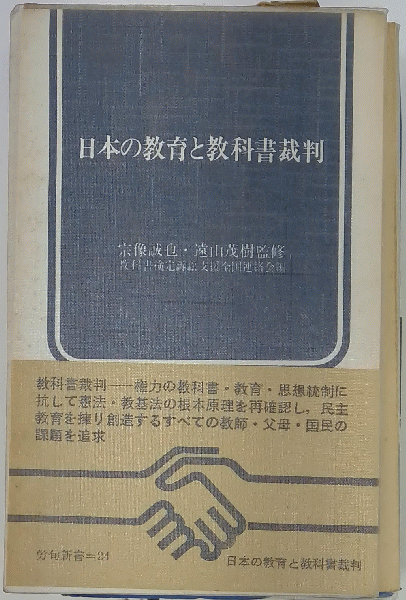 日本の教育と教科書裁判
宗像誠也・遠山茂樹監修
教科書検定訴訟支援全国連絡会編
教科書裁判――権力の教科書・教育・思想統制に
抗して憲法・教基法の根本原理を再確認し、民主
教育を擁り創造するすべての教師・父母・国民の
課題を追求
労旬新書=24
日本の教育と教科書裁判